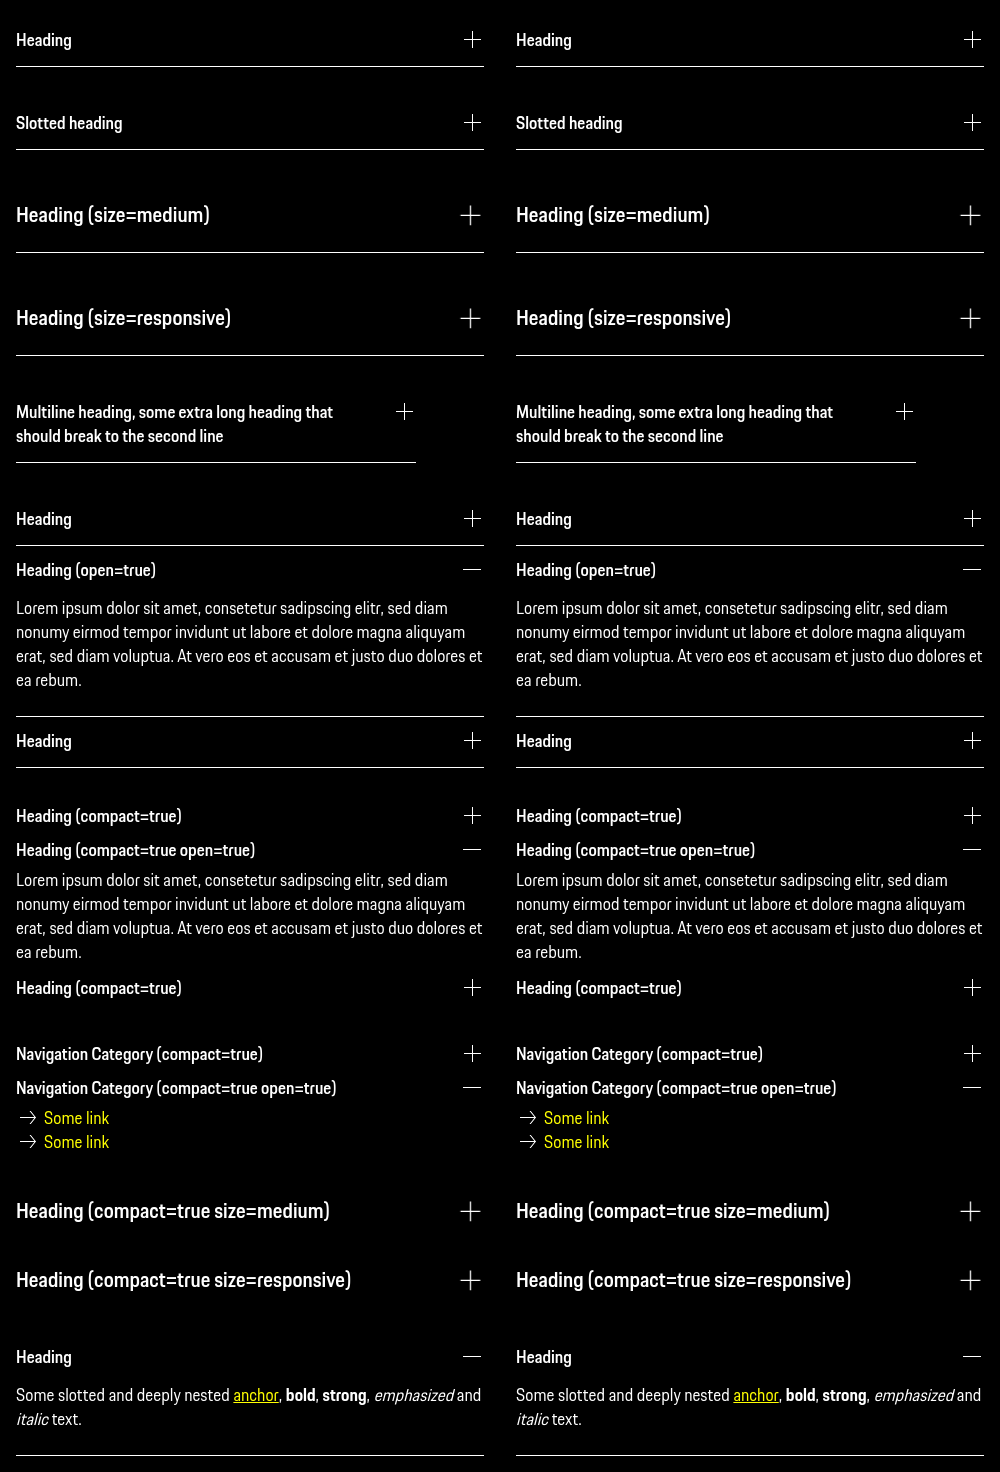 Heading
Slotted heading
Heading (size=medium)
Heading (size=responsive)
Multiline heading, some extra long heading that
should break to the second line
Heading
Heading (open=true)
Lorem ipsum dolor sit amet, consetetur sadipscing elitr, sed diam
nonumy eirmod tempor invidunt ut labore et dolore magna aliquyam
erat, sed diam voluptua. At vero eos et accusam et justo duo dolores et
ea rebum.
Heading
Heading (compact=true)
Heading (compact=true open=true)
Lorem ipsum dolor sit amet, consetetur sadipscing elitr, sed diam
nonumy eirmod tempor invidunt ut labore et dolore magna aliquyam
erat, sed diam voluptua. At vero eos et accusam et justo duo dolores et
ea rebum.
Heading (compact=true)
Navigation Category (compact=true)
Navigation Category (compact=true open=true)
Some link
Some link
Heading (compact=true size=medium)
Heading (compact=true size=responsive)
Heading
Some slotted and deeply nested anchor, bold, strong, emphasized and
italic text.
Heading
Slotted heading
Heading (size=medium)
Heading (size=responsive)
Multiline heading, some extra long heading that
should break to the second line
Heading
Heading (open=true)
Lorem ipsum dolor sit amet, consetetur sadipscing elitr, sed diam
nonumy eirmod tempor invidunt ut labore et dolore magna aliquyam
erat, sed diam voluptua. At vero eos et accusam et justo duo dolores et
ea rebum.
Heading
Heading (compact=true)
Heading (compact=true open=true)
Lorem ipsum dolor sit amet, consetetur sadipscing elitr, sed diam
nonumy eirmod tempor invidunt ut labore et dolore magna aliquyam
erat, sed diam voluptua. At vero eos et accusam et justo duo dolores et
ea rebum.
Heading (compact=true)
Navigation Category (compact=true)
Navigation Category (compact=true open=true)
Some link
Some link
Heading (compact=true size=medium)
Heading (compact=true size=responsive)
Heading
Some slotted and deeply nested anchor, bold, strong, emphasized and
italic text.